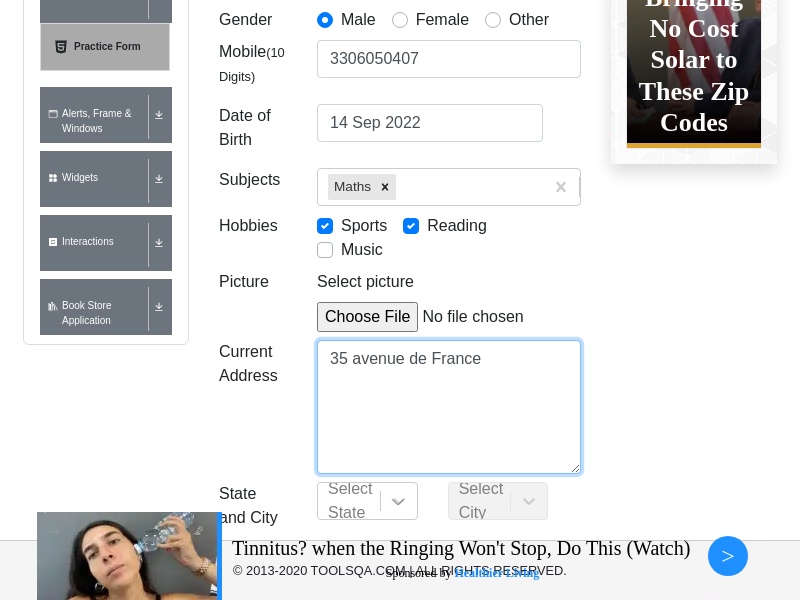 Gender
Male
Female
Other
Mobile(10
Digits)
3306050407
Date of
Birth
14 Sep 2022
Subjects
Maths
Hobbies
Sports
Reading
Music
Picture
Select picture
Choose File No file chosen
Current
Address
35 avenue de France
State
and City
Select
State
Select
City
Practice Form
Alerts, Frame &
Windows
Widgets
Interactions
Book Store
Application
Bringing
No Cost
Solar to
These Zip
Codes
Tinnitus? when the Ringing Won't Stop, Do This (Watch)
© 2013-2020 TOOLSQA.COM | ALL RIGHTS RESERVED.
Sponsored by Healthier Living
>